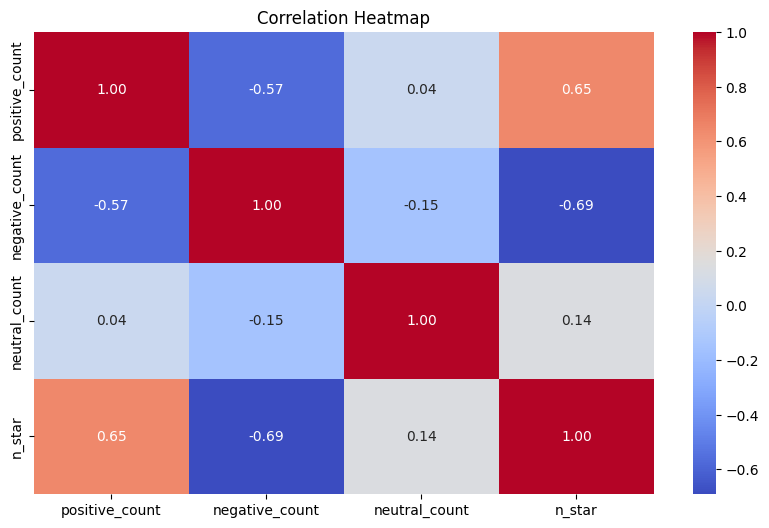 Correlation Heatmap
positive_count
1.00
-0.57
0.04
0.65
negative_count
-0.57
1.00
-0.15
-0.69
neutral_count
0.04
-0.15
1.00
0.14
n_star
0.65
-0.69
0.14
1.00
positive_count
negative_count
neutral_count
n_star
1.0
0.8
0.6
0.4
0.2
0.0
-0.2
-0.4
-0.6